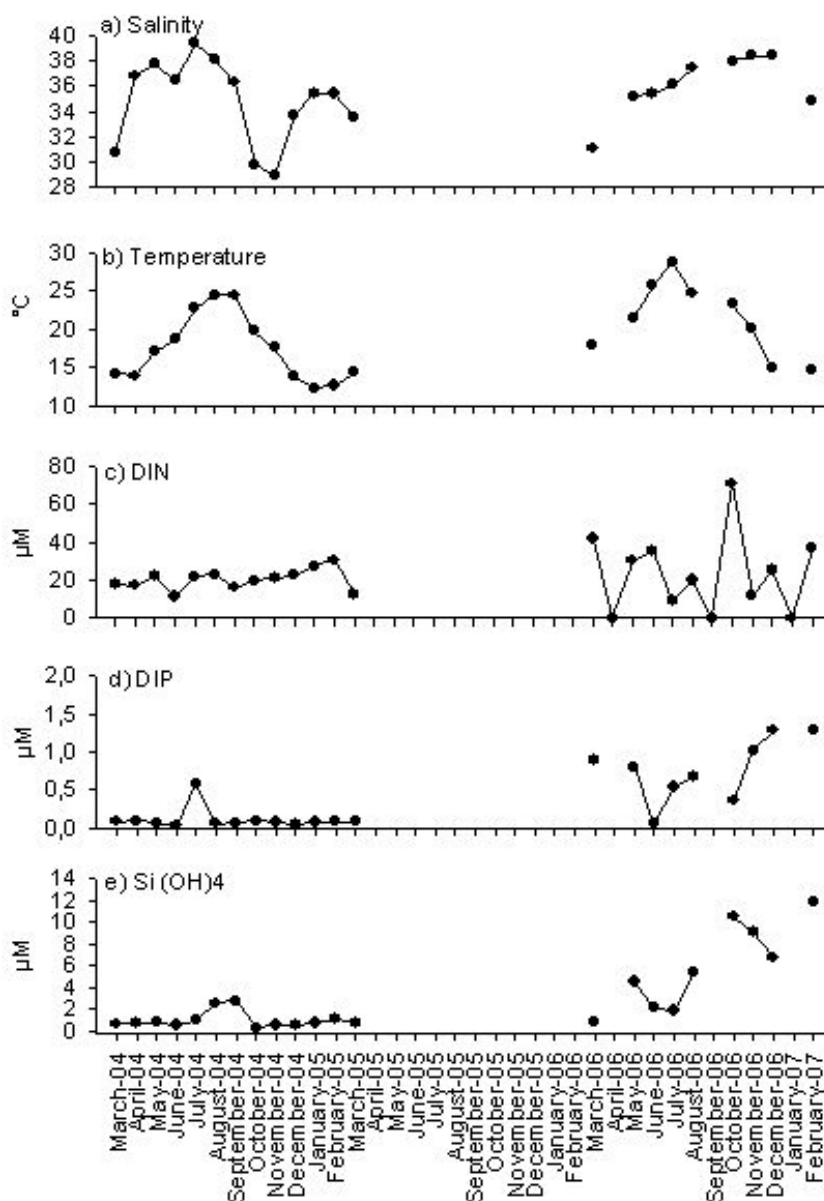 a) Salinity
40
38
36
34
32
30
28
b) Temperature
°C
30
25
20
15
10
c) DIN
µM
80
60
40
20
0
d) DIP
µM
2,0
1,5
1,0
0,5
0,0
e) Si (OH)4
µM
14
12
10
8
6
4
2
0
March-04
April-04
May-04
June-04
July-04
August-04
September-04
October-04
November-04
December-04
January-05
February-05
March-05
April-05
May-05
June-05
July-05
August-05
September-05
October-05
November-05
December-05
January-06
February-06
March-06
April-06
May-06
June-06
July-06
August-06
September-06
October-06
November-06
December-06
January-07
February-07